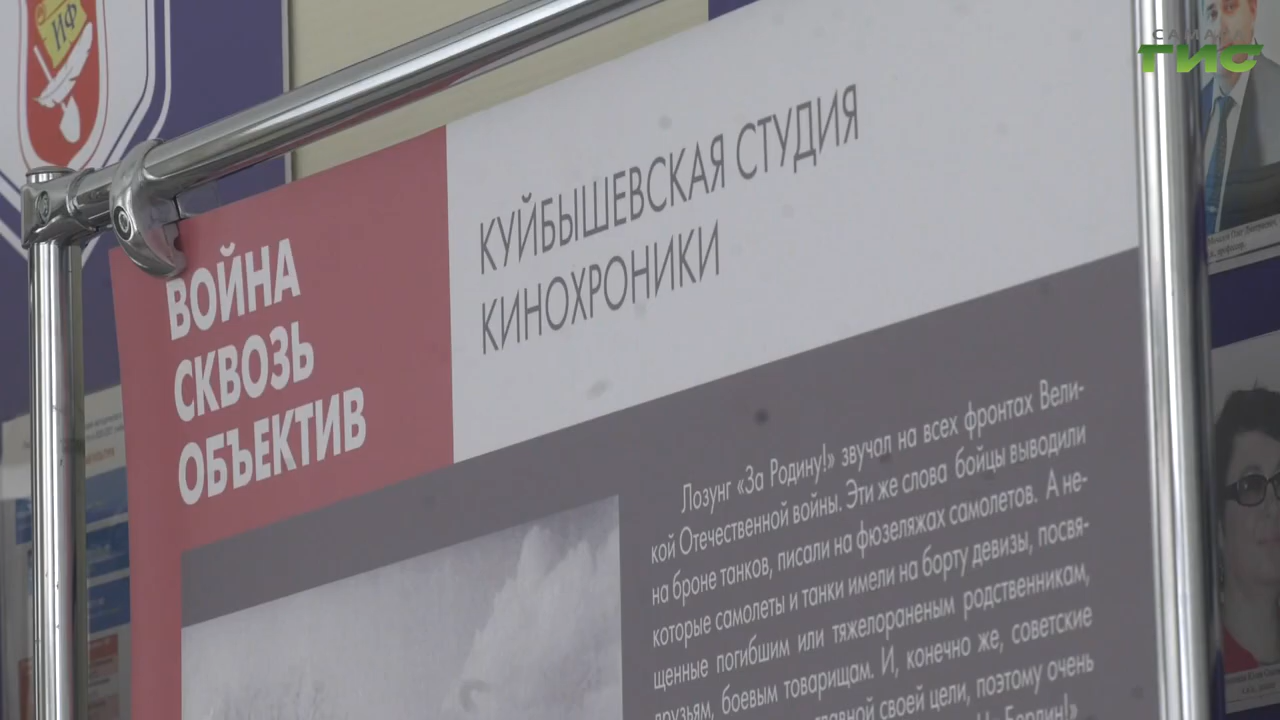 ИФ
САМАРА
ГИС
ВОЙНА
СКВОЗЬ
ОБЪЕКТИВ
КУЙБЫШЕВСКАЯ СТУДИЯ
КИНОХРОНИКИ
Лозунг «За Родину!» звучал на всех фронтах Вели-
кой Отечественной войны. Эти же слова бойцы выводили
на броне танков, писали на фюзеляжах самолетов. А не-
которые самолеты и танки имели на борту девизы, посвя-
щенные погибшим или тяжелораненым родственникам,
друзьям, боевым товарищам. И, конечно же, советские
главной своей цели, поэтому очень
Берлин!»